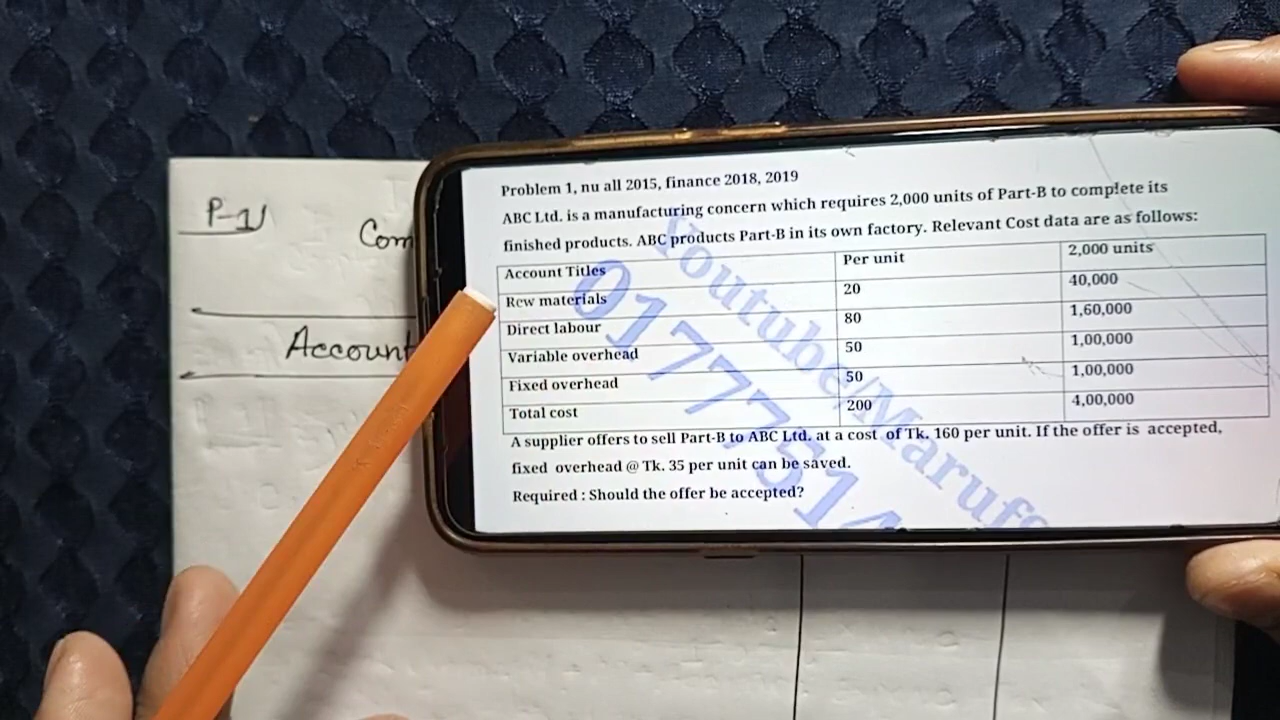 P-1
Com
Account
Problem 1, nu all 2015, finance 2018, 2019
ABC Ltd. is a manufacturing concern which requires 2,000 units of Part-B to complete its
finished products. ABC products Part-B in its own factory. Relevant Cost data are as follows:
Account Titles Per unit 2,000 units
Rew materials 20 40,000
Direct labour 80 1,60,000
Variable overhead 50 1,00,000
Fixed overhead 50 1,00,000
Total cost 200 4,00,000
A supplier offers to sell Part-B to ABC Ltd. at a cost of Tk. 160 per unit. If the offer is accepted,
fixed overhead @ Tk. 35 per unit can be saved.
Required : Should the offer be accepted?
Youtube/Marufs
01777514